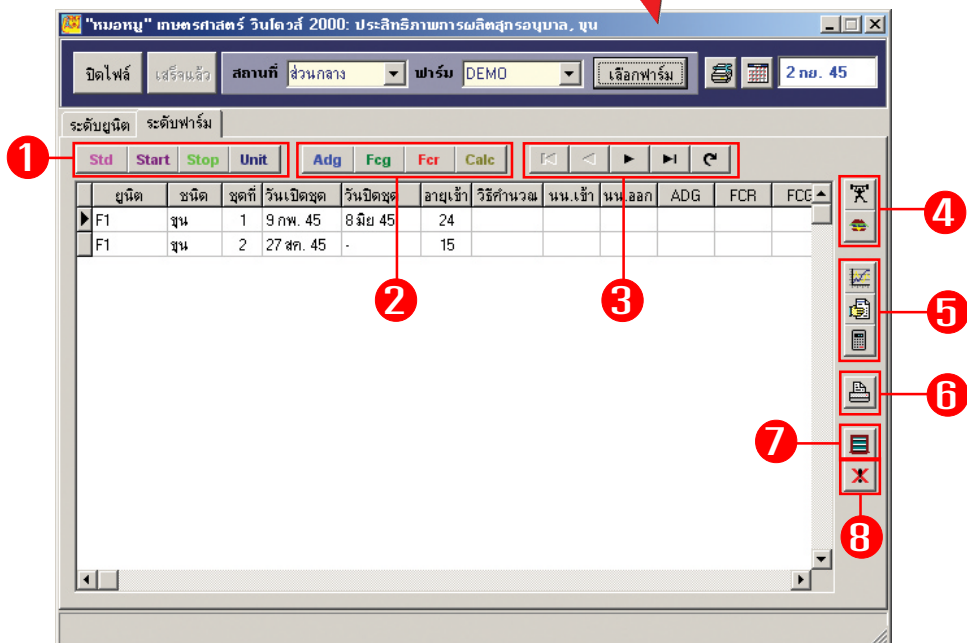 "หมอหมู" เกษตรศาสตร์ วินโดวส์ 2000: ประสิทธิภาพการผลิตสุกรอนุบาล, ขุน
ปิดไฟล์ เสร็จแล้ว สถานที่ ส่วนกลาง ฟาร์ม DEMO เลือกฟาร์ม 2 กย. 45
ระดับยูนิต ระดับฟาร์ม
1 Std Start Stop Unit Adg Fcg Fcr Calc
ยูนิต ชนิด ชุดที่ วันเปิดชุด วันปิดชุด อายุเข้า วิธีคำนวณ นน.เข้า นน.ออก ADG FCR FCG
F1 ขุน 1 9 กพ. 45 8 มิย 45 24
F1 ขุน 2 27 สค. 45 - 15
4
2
3
5
6
7
8